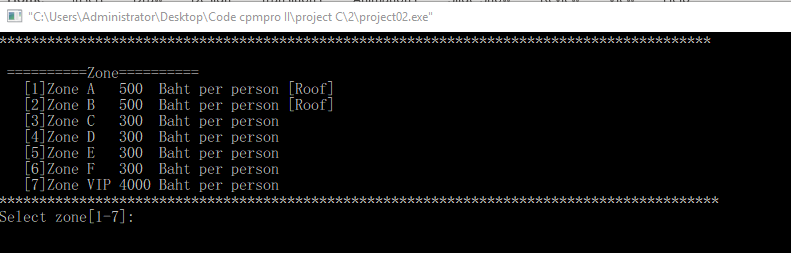 "C:\Users\Administrator\Desktop\Code cpmpro II\project C\2\project02.exe"
*****************************************************************************************
==========Zone==========
[1]Zone A   500  Baht per person [Roof]
[2]Zone B   500  Baht per person [Roof]
[3]Zone C   300  Baht per person
[4]Zone D   300  Baht per person
[5]Zone E   300  Baht per person
[6]Zone F   300  Baht per person
[7]Zone VIP 4000 Baht per person
******************************************************************************************
Select zone[1-7]: